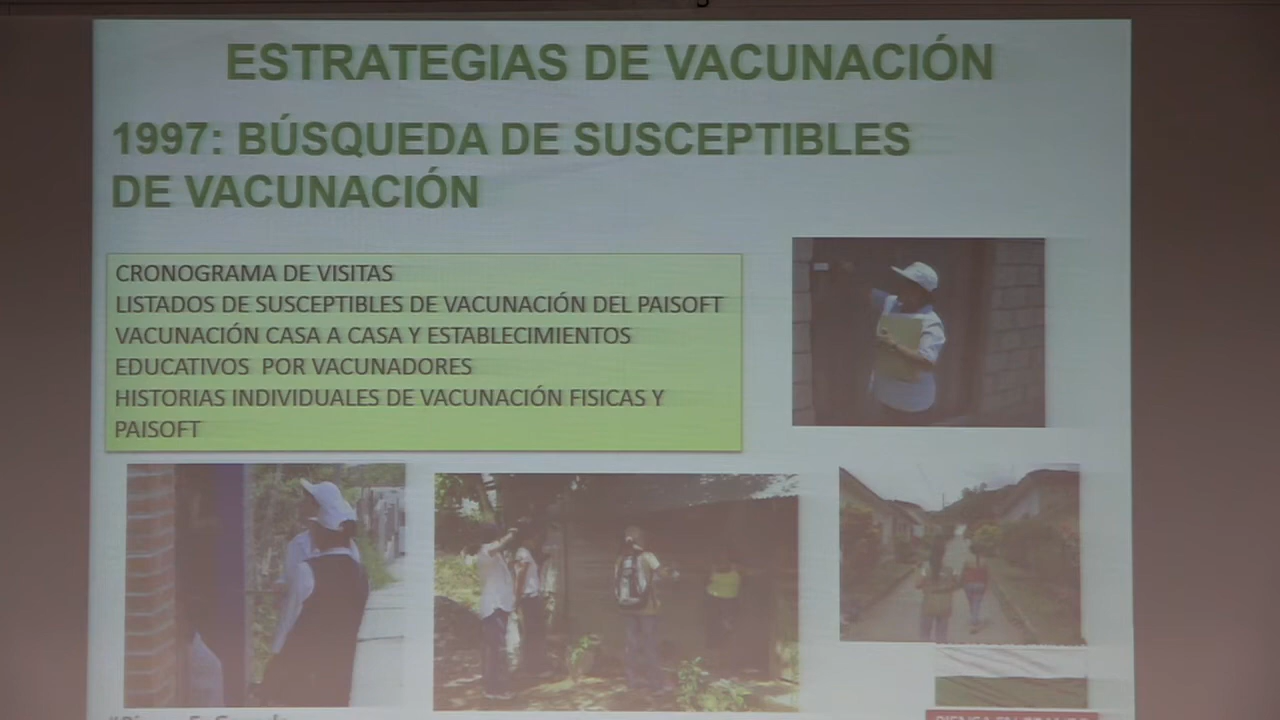 ESTRATEGIAS DE VACUNACIÓN
1997: BÚSQUEDA DE SUSCEPTIBLES
DE VACUNACIÓN
CRONOGRAMA DE VISITAS
LISTADOS DE SUSCEPTIBLES DE VACUNACIÓN DEL PAISOFT
VACUNACIÓN CASA A CASA Y ESTABLECIMIENTOS
EDUCATIVOS POR VACUNADORES
HISTORIAS INDIVIDUALES DE VACUNACIÓN FISICAS Y
PAISOFT